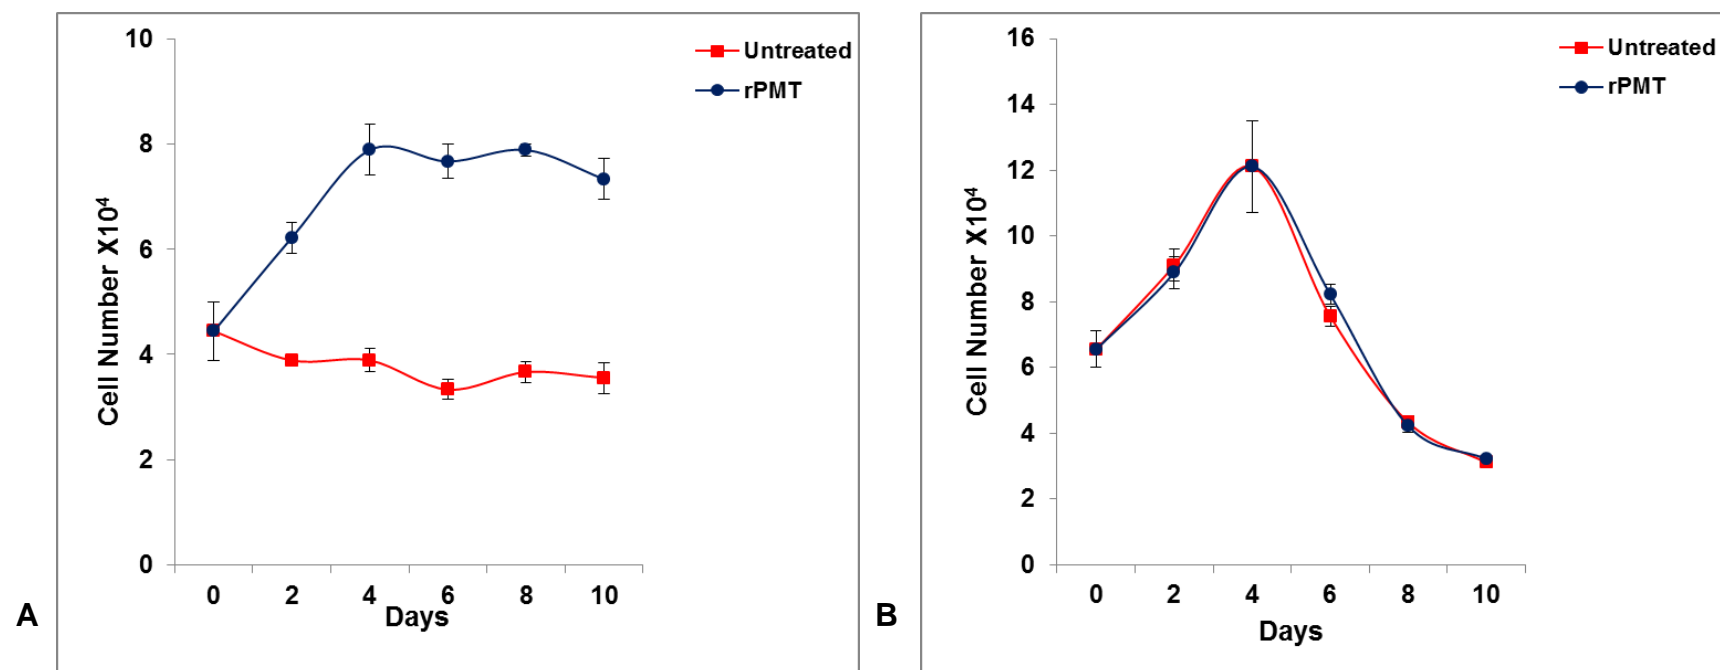 10
8
6
4
2
0
Cell Number X10⁴
0 2 4 6 8 10
Days
Untreated
rPMT
A
16
14
12
10
8
6
4
2
0
Cell Number X10⁴
0 2 4 6 8 10
Days
Untreated
rPMT
B